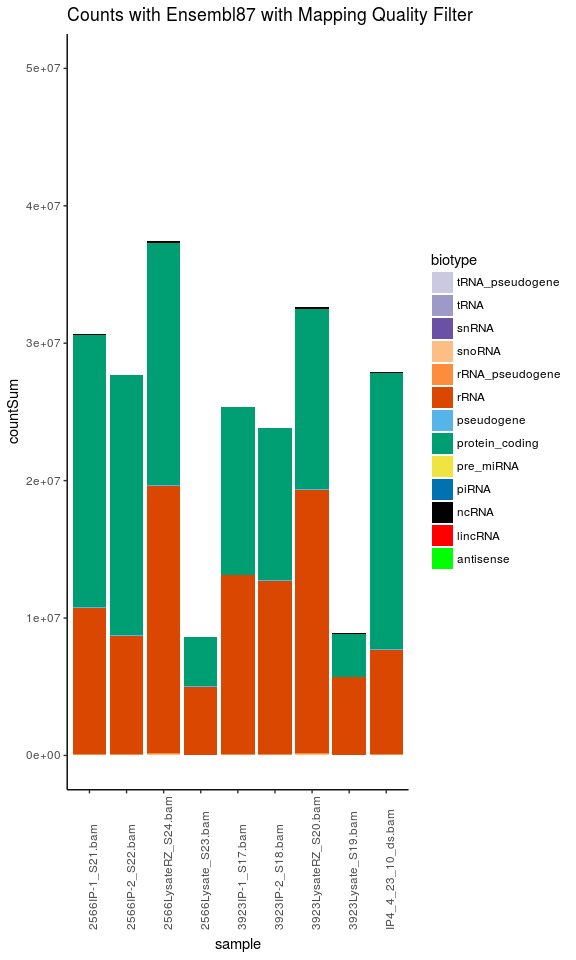 Counts with Ensembl87 with Mapping Quality Filter
countSum
5e+07
4e+07
3e+07
2e+07
1e+07
0e+00
2566IP-1_S21.bam
2566IP-2_S22.bam
2566LysateRZ_S24.bam
2566Lysate_S23.bam
3923IP-1_S17.bam
3923IP-2_S18.bam
3923LysateRZ_S20.bam
3923Lysate_S19.bam
IP4_4_23_10_ds.bam
sample
biotype
tRNA_pseudogene
tRNA
snRNA
snoRNA
rRNA_pseudogene
rRNA
pseudogene
protein_coding
pre_miRNA
piRNA
ncRNA
lincRNA
antisense